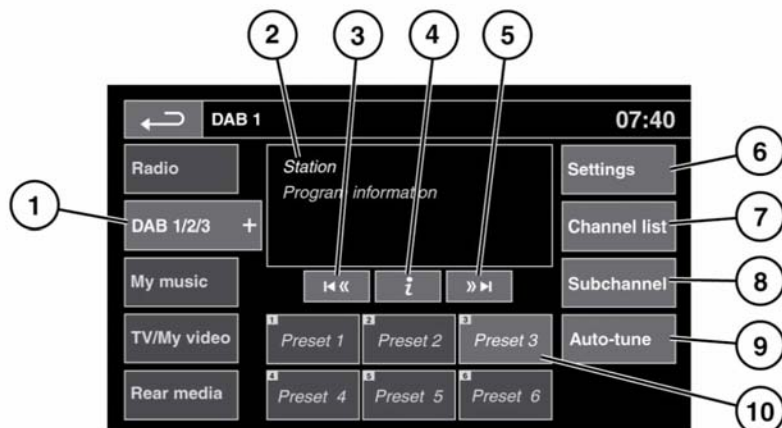 2 3 4 5
DAB 1 07:40
Radio
Station
Program information
Settings
6
1
DAB 1/2/3 +
Channel list
7
My music
i
Subchannel
8
TV/My video
1 Preset 1
2 Preset 2
3 Preset 3
Auto-tune
9
Rear media
4 Preset 4
5 Preset 5
6 Preset 6
10